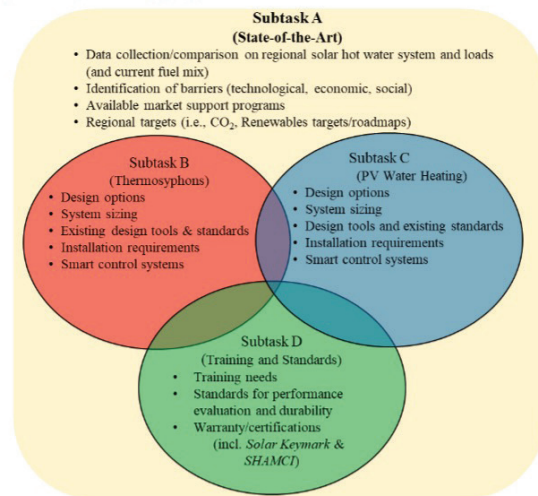 Subtask A
(State-of-the-Art)
• Data collection/comparison on regional solar hot water system and loads
(and current fuel mix)
• Identification of barriers (technological, economic, social)
• Available market support programs
• Regional targets (i.e., CO₂, Renewables targets/roadmaps)
Subtask B
(Thermosyphons)
• Design options
• System sizing
• Existing design tools & standards
• Installation requirements
• Smart control systems
Subtask C
(PV Water Heating)
• Design options
• System sizing
• Design tools and existing standards
• Installation requirements
• Smart control systems
Subtask D
(Training and Standards)
• Training needs
• Standards for performance
evaluation and durability
• Warranty/certifications
(incl. Solar Keymark &
SHAMCI)